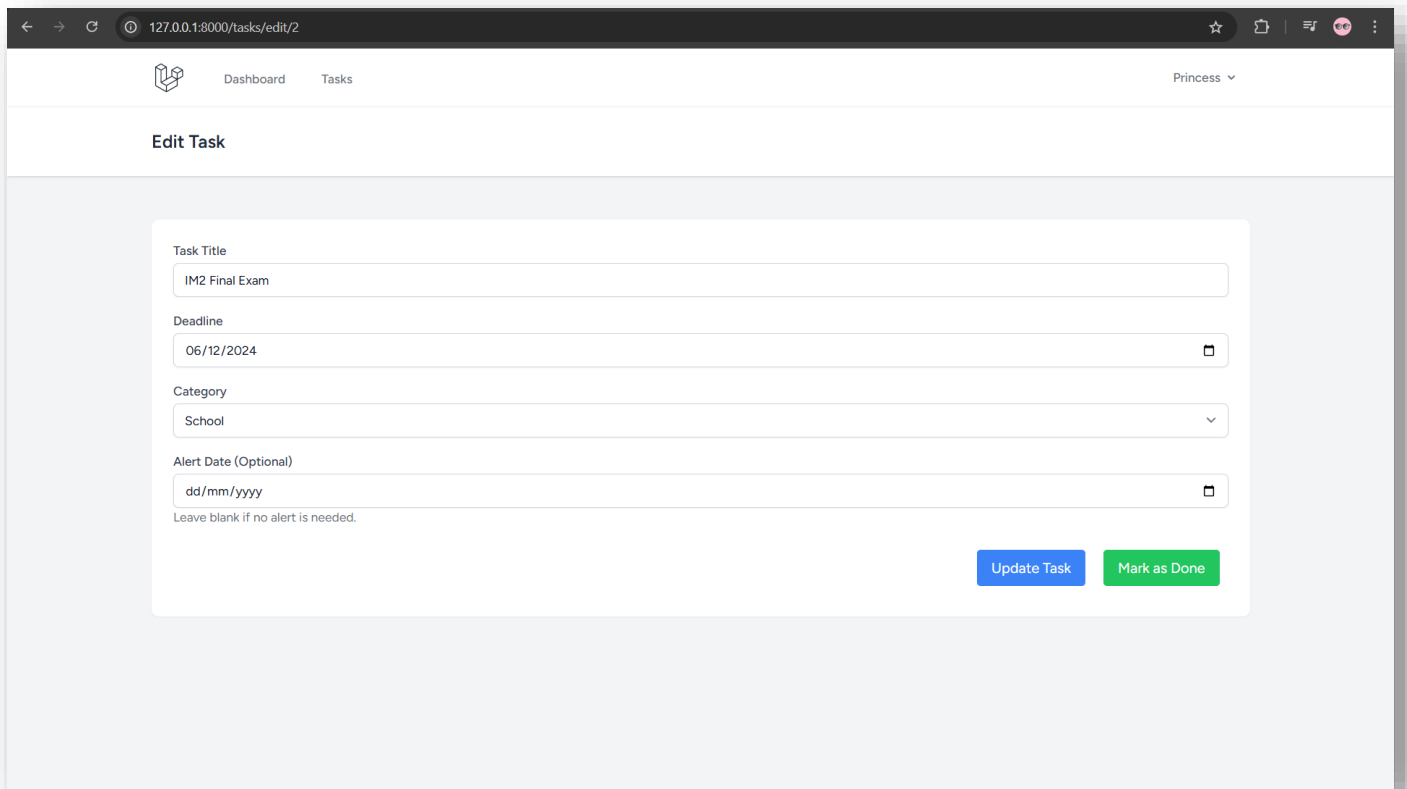 127.0.0.1:8000/tasks/edit/2
Dashboard Tasks Princess
Edit Task
Task Title
IM2 Final Exam
Deadline
06/12/2024
Category
School
Alert Date (Optional)
dd/mm/yyyy
Leave blank if no alert is needed.
Update Task Mark as Done